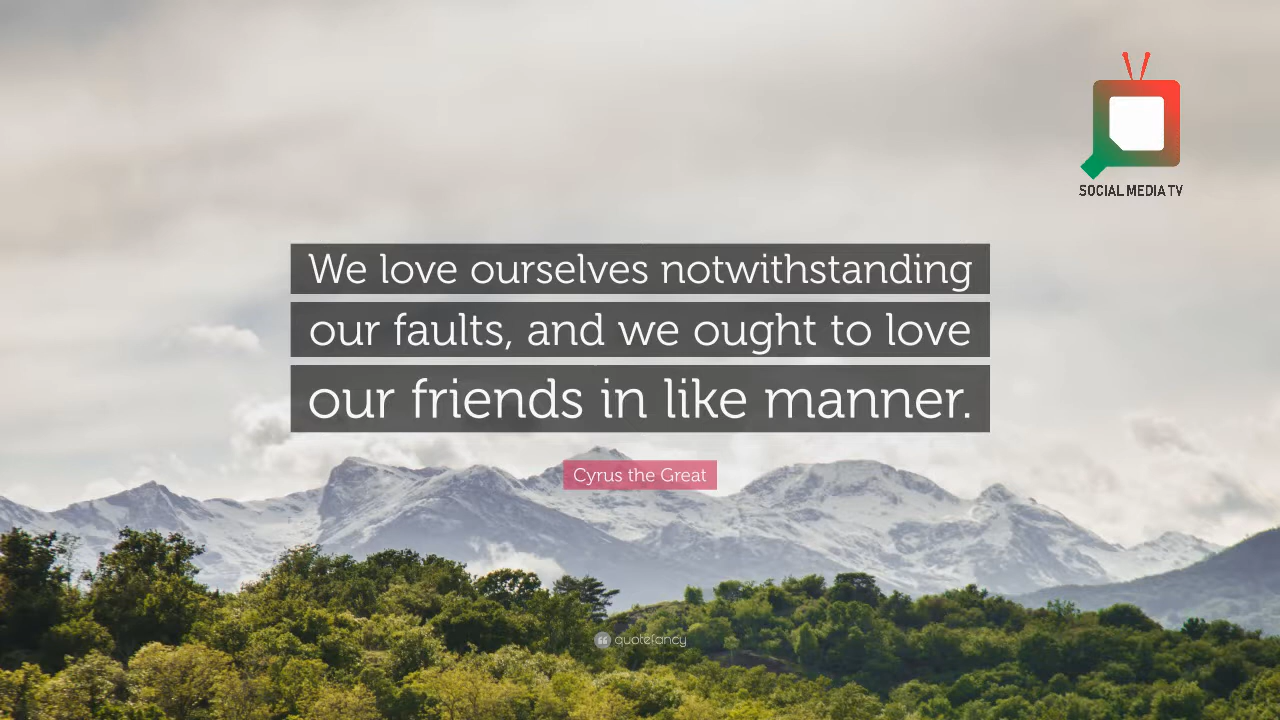 SOCIAL MEDIA TV
We love ourselves notwithstanding
our faults, and we ought to love
our friends in like manner.
Cyrus the Great
quotefancy